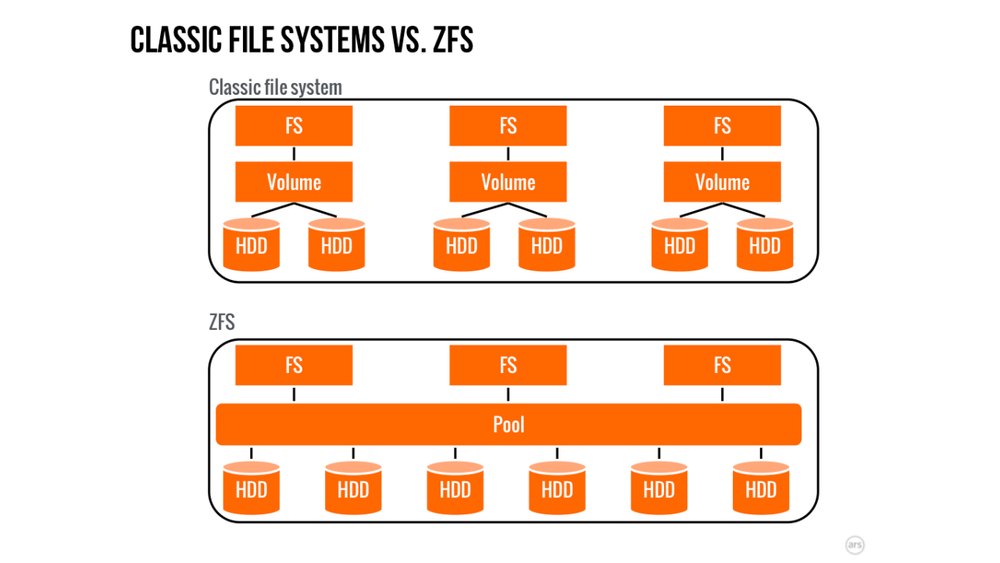 CLASSIC FILE SYSTEMS VS. ZFS
Classic file system
FS FS FS
Volume Volume Volume
HDD HDD HDD HDD HDD HDD
ZFS
FS FS FS
Pool
HDD HDD HDD HDD HDD HDD
ars